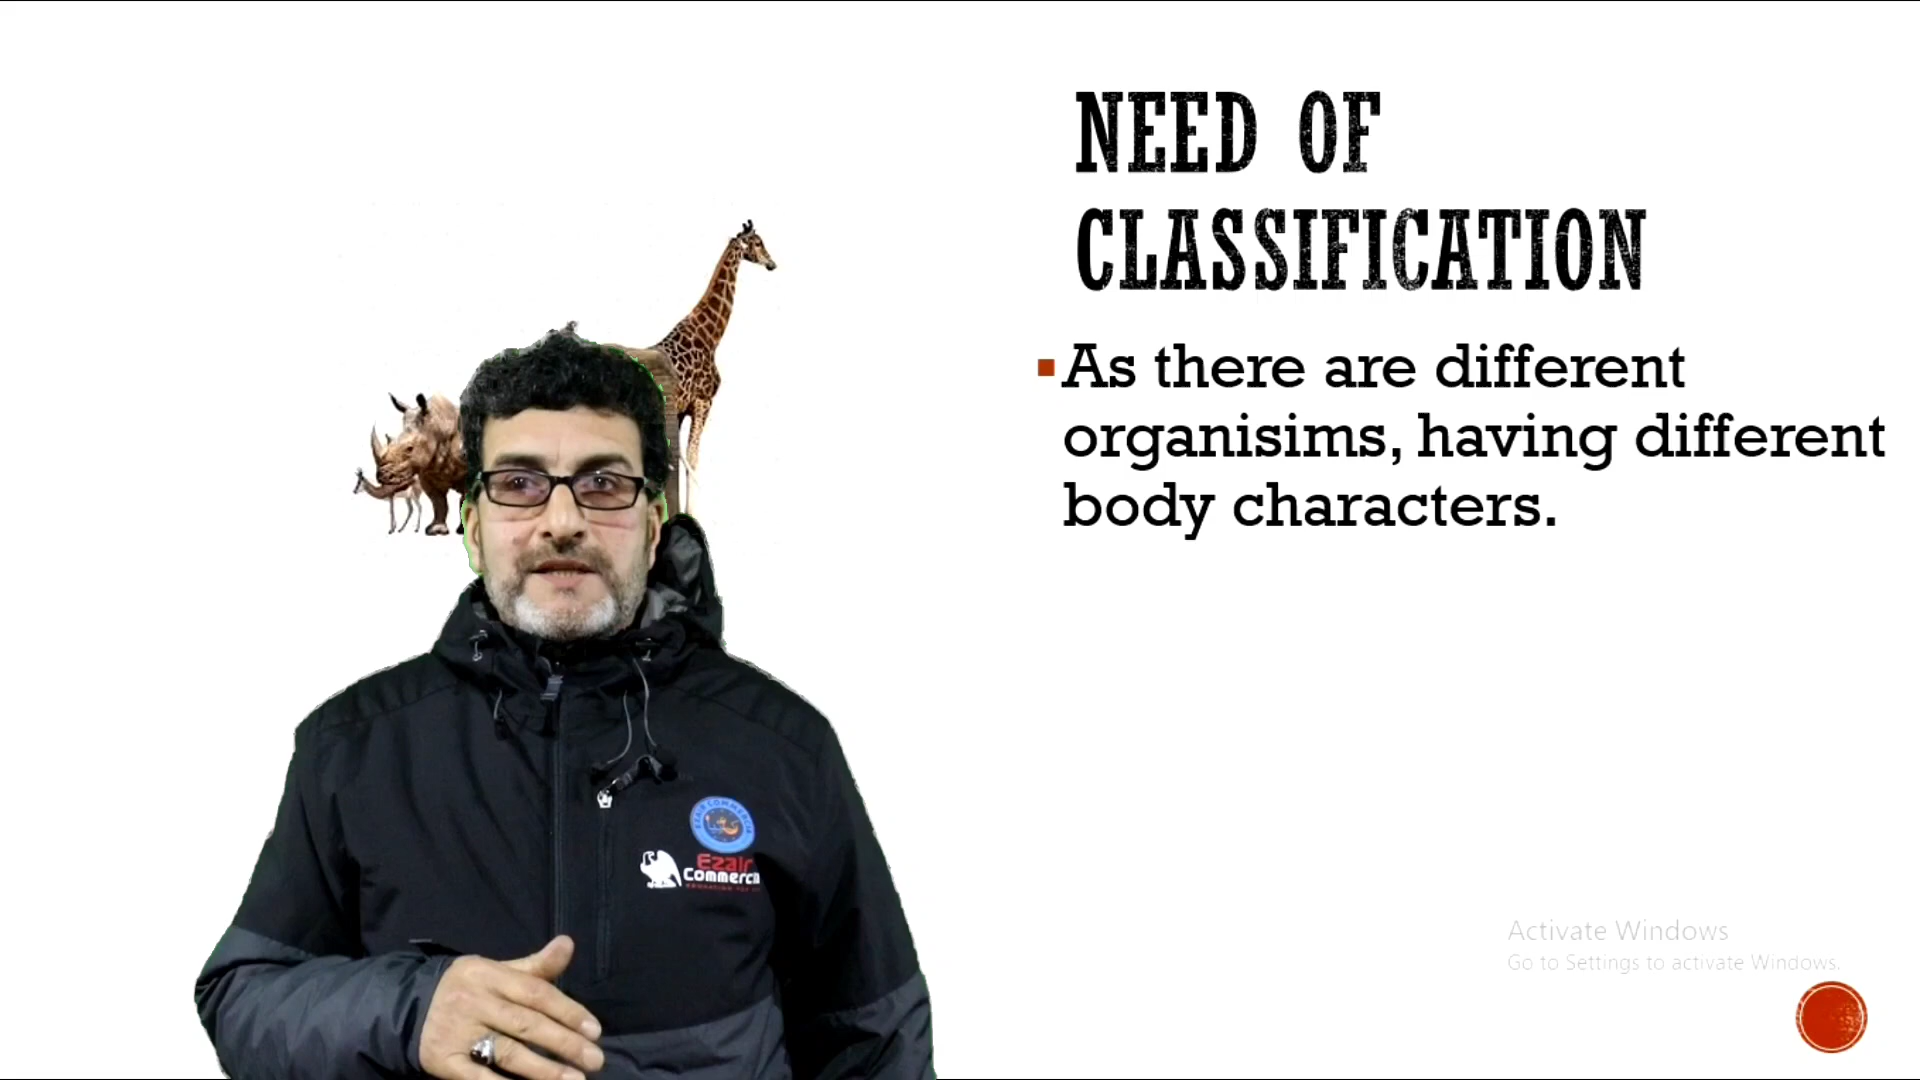 NEED OF
CLASSIFICATION
As there are different
organisims, having different
body characters.
Ezair
Commercia
Activate Windows
Go to Settings to activate Windows.